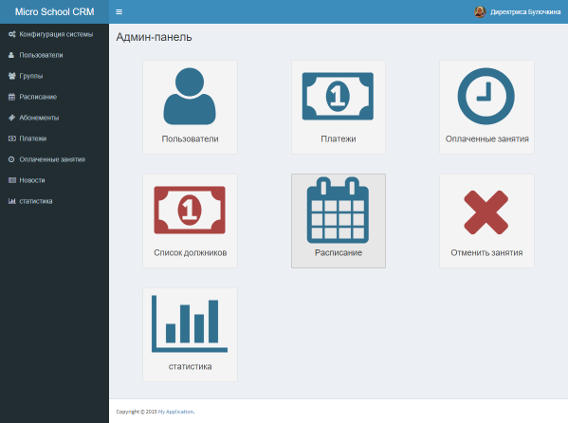 Micro School CRM
Директриса Булочкина
Конфигурация системы
Пользователи
Группы
Расписание
Абонементы
Платежи
Оплаченные занятия
Новости
статистика
Админ-панель
Пользователи
1
Платежи
Оплаченные занятия
1
Список должников
Расписание
Отменить занятия
статистика
Copyright © 2015 My Application.